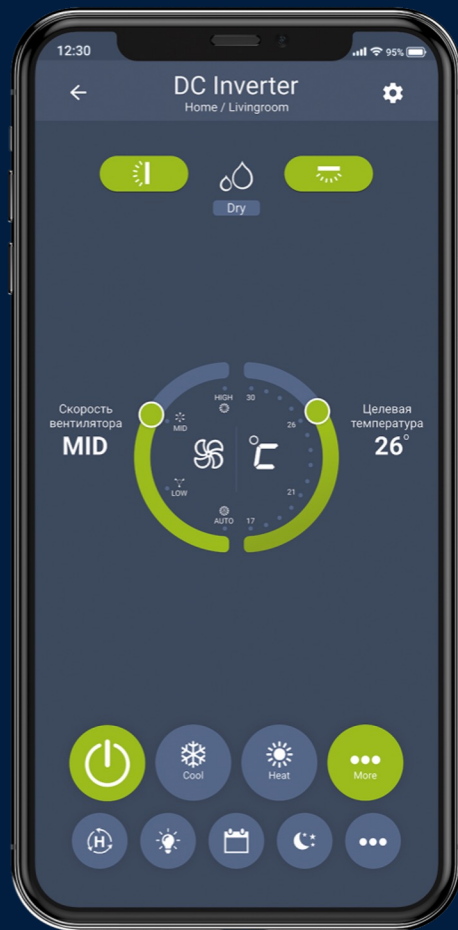 12:30
95%
DC Inverter
Home / Livingroom
Dry
HIGH
30
Скорость
вентилятора
MID
MID
26
Целевая
температура
26°
°C
LOW
21
AUTO
17
Cool
Heat
More
H